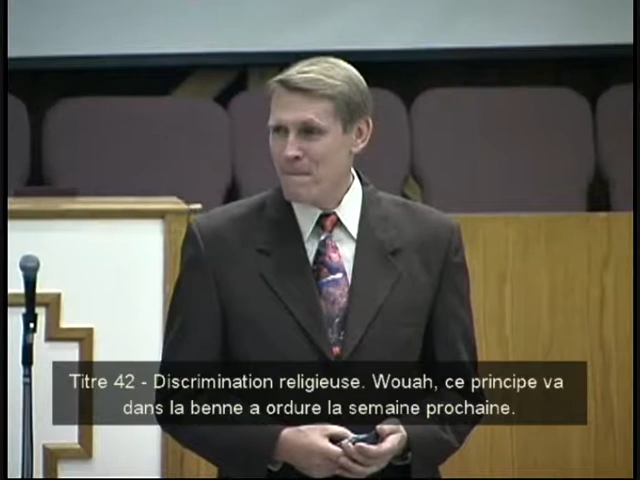 Titre 42 - Discrimination religieuse. Wouah, ce principe va
dans la benne a ordure la semaine prochaine.